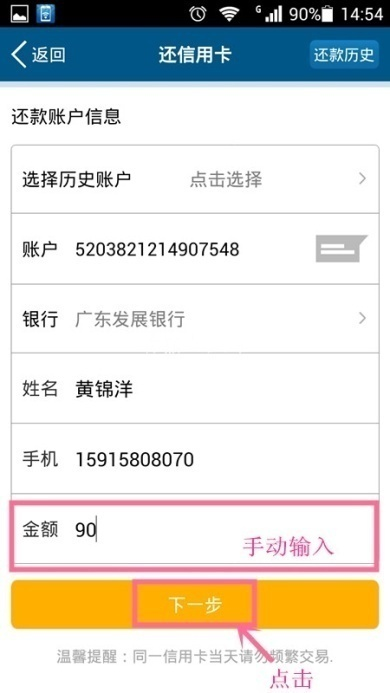 G 90% 14:54
返回 还信用卡 还款历史
还款账户信息
选择历史账户 点击选择
账户 5203821214907548
银行 广东发展银行
姓名 黄锦洋
手机 15915808070
金额 90
手动输入
下一步
温馨提醒：同一信用卡当天请勿频繁交易.
点击